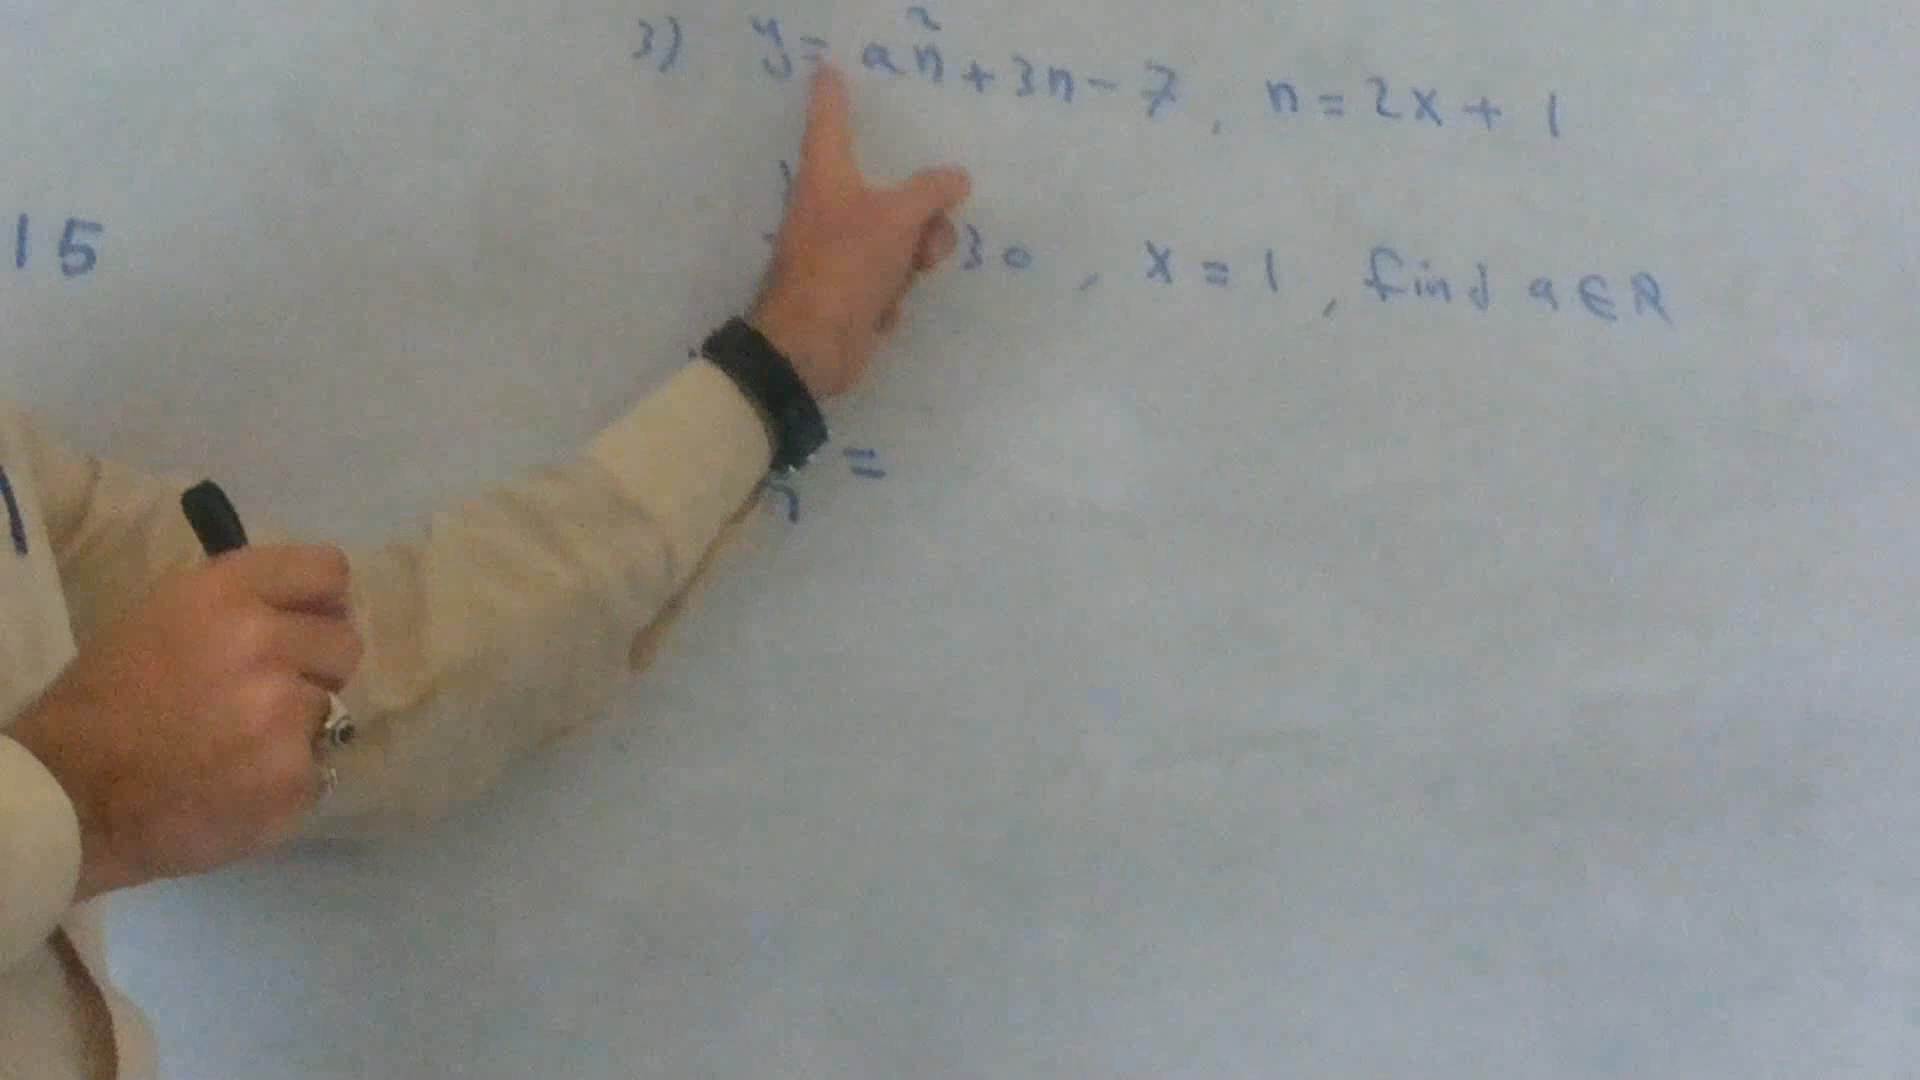 3) y = an² + 3n - 7, n = 2x + 1
15
30, x = 1, find a ∈ R
=